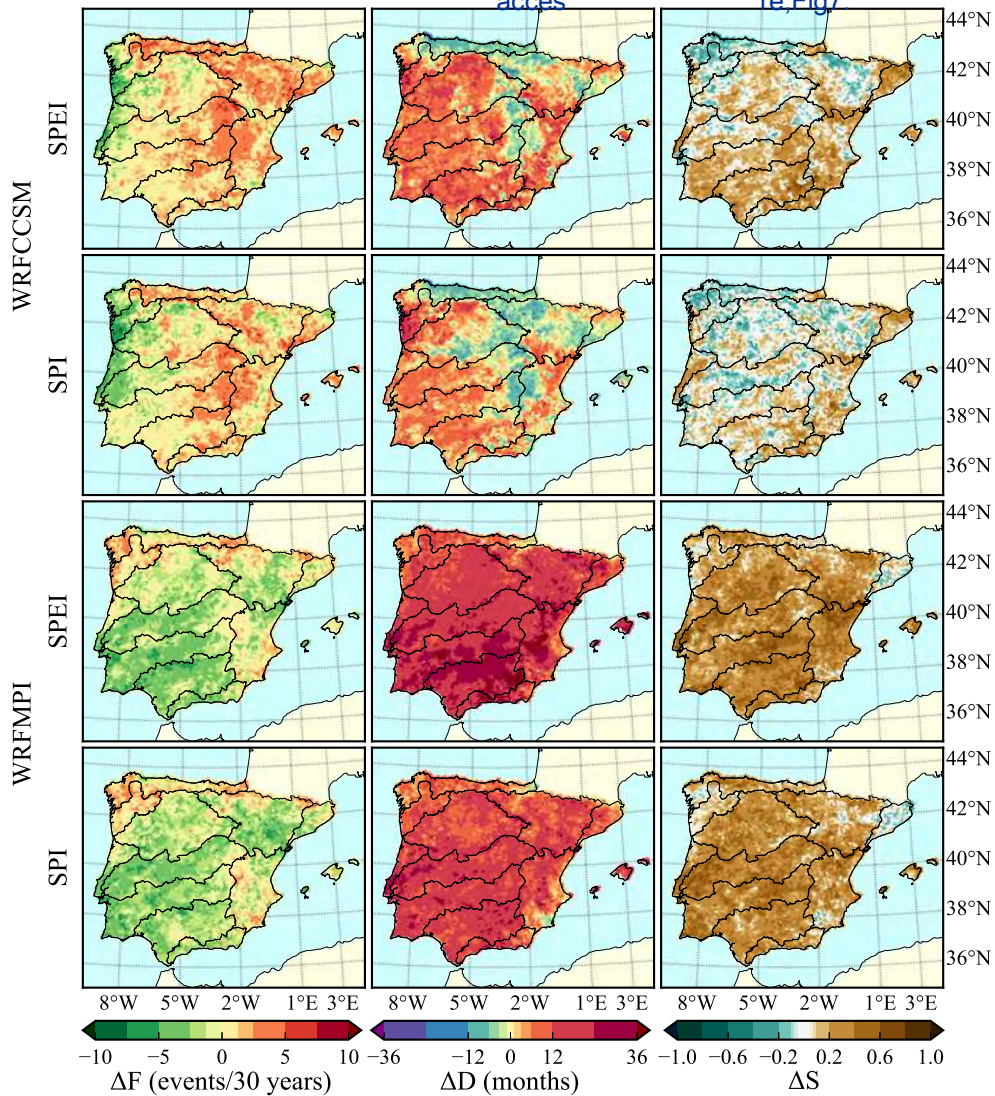 acces
re,Fig7.
44°N
42°N
40°N
38°N
36°N
SPEI
WRFCCSM
44°N
42°N
40°N
38°N
36°N
SPI
44°N
42°N
40°N
38°N
36°N
SPEI
WRFMPI
44°N
42°N
40°N
38°N
36°N
SPI
8°W 5°W 2°W 1°E 3°E 8°W 5°W 2°W 1°E 3°E 8°W 5°W 2°W 1°E 3°E
−10 −5 0 5 10 −36 −12 0 12 36 −1.0 −0.6 −0.2 0.2 0.6 1.0
ΔF (events/30 years) ΔD (months) ΔS